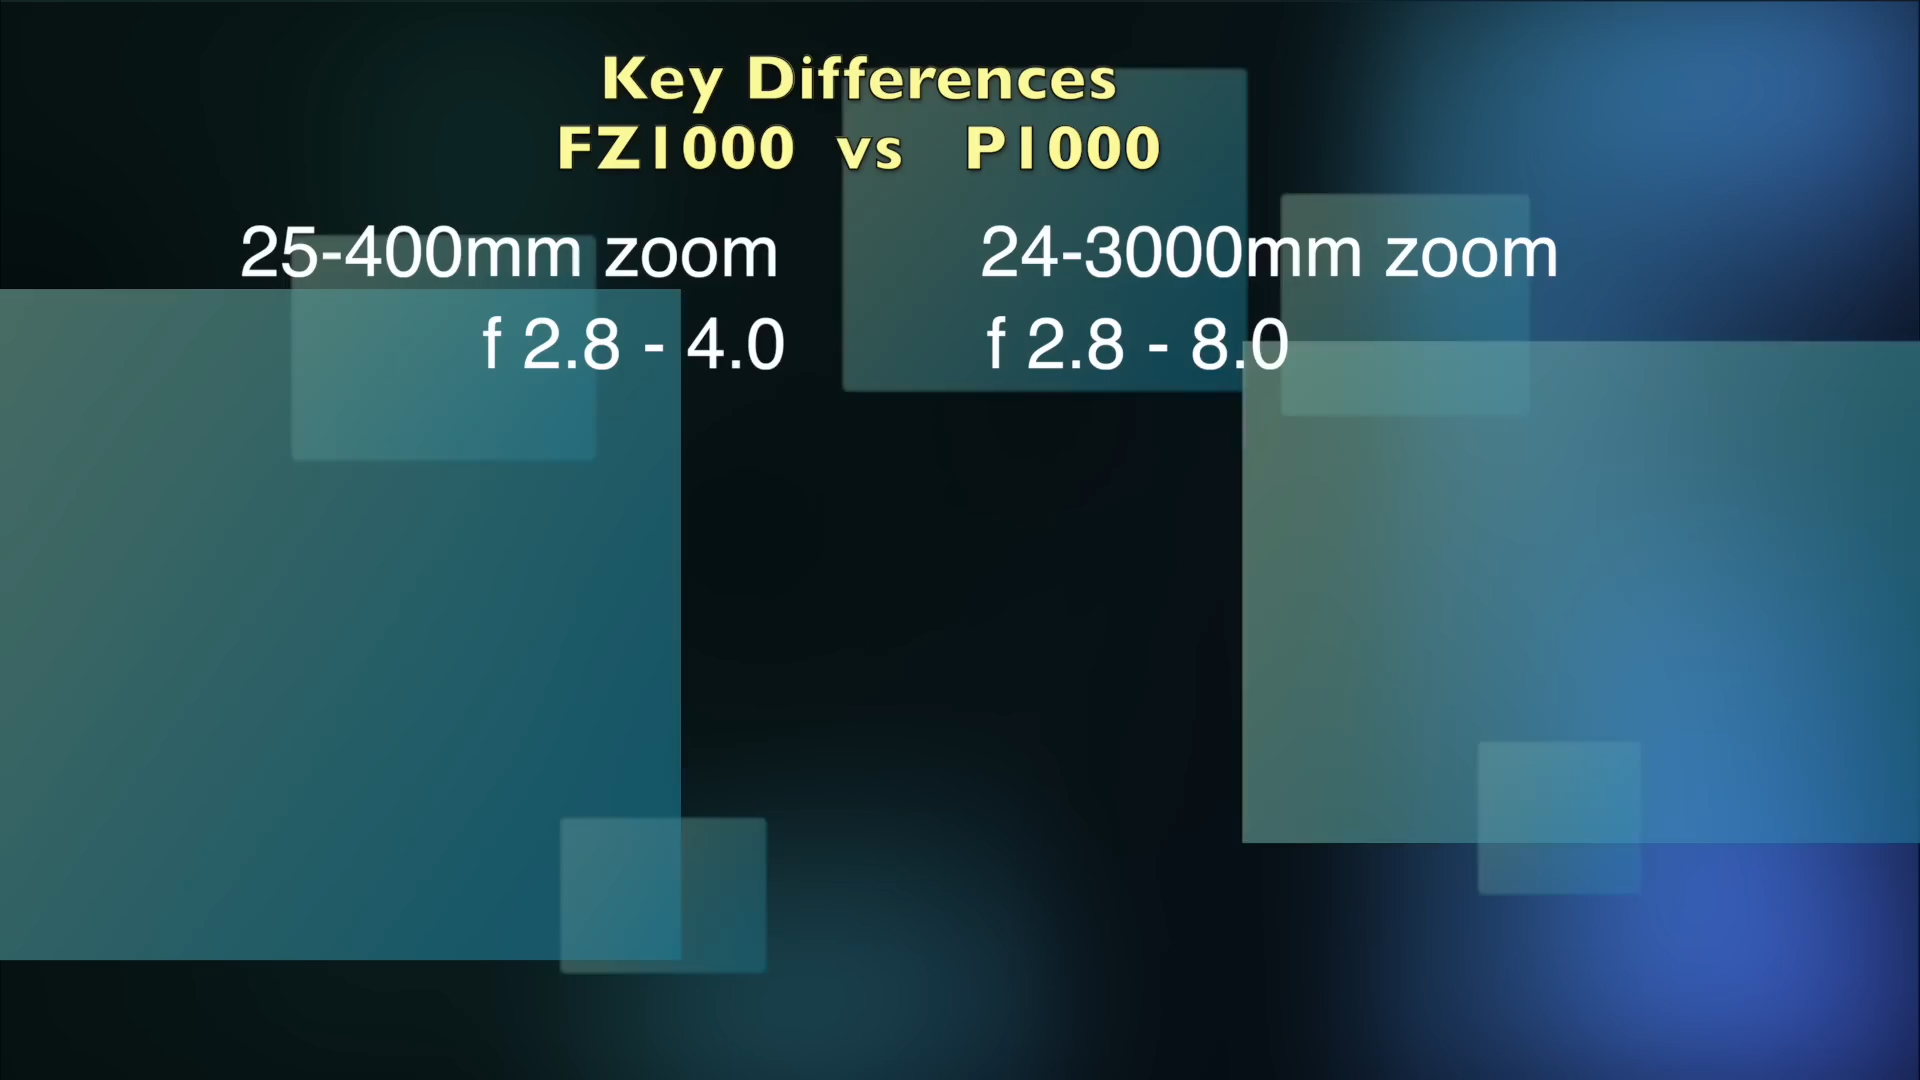 Key Differences
FZ1000 vs P1000
25-400mm zoom 24-3000mm zoom
f 2.8 - 4.0 f 2.8 - 8.0